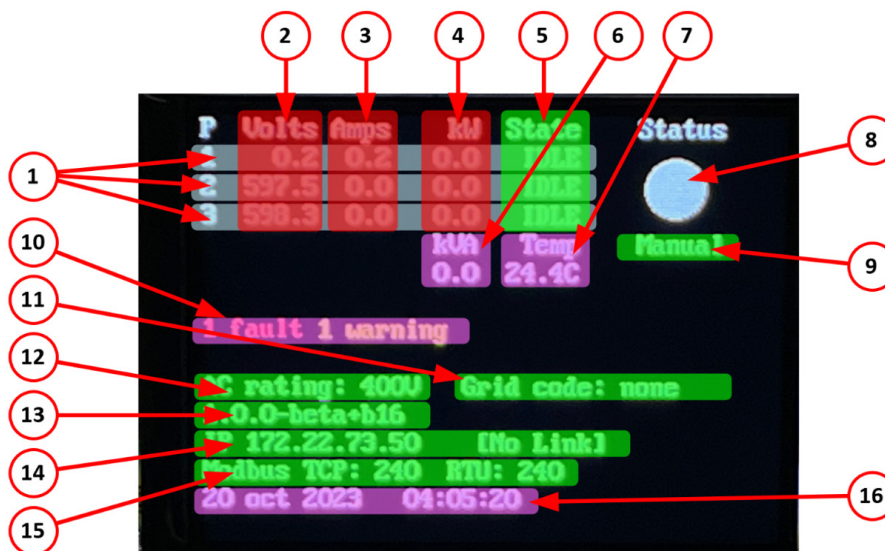 2 3 4 5 6 7
P Volts Amps kW State Status
1 0.2 0.2 0.0 IDLE
2 597.5 0.0 0.0 IDLE
3 598.3 0.0 0.0 IDLE
kVA Temp Manual
0.0 24.4C
1 fault 1 warning
AC rating: 400V Grid code: none
1.0.0-beta+b16
IP 172.22.73.50 [No Link]
Modbus TCP: 240 RTU: 240
20 oct 2023 04:05:20
1
10
11
12
13
14
15
8
9
16